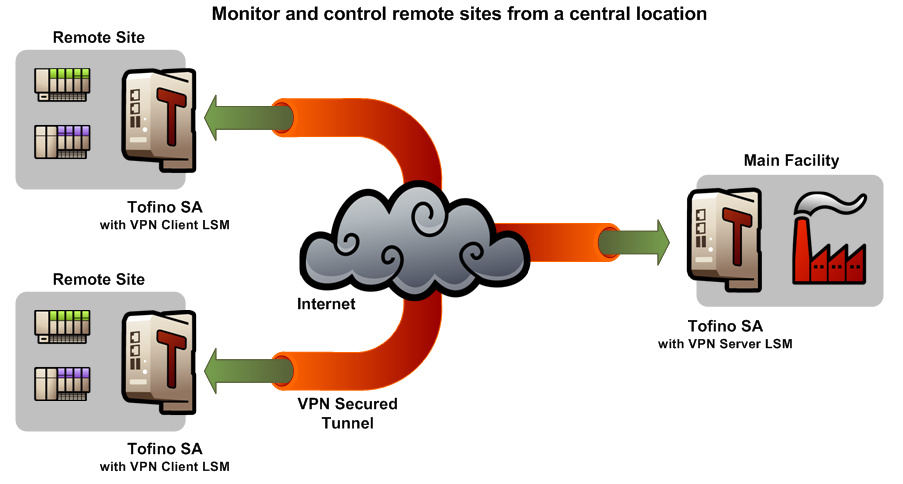 Monitor and control remote sites from a central location
Remote Site
T
Tofino SA
with VPN Client LSM
Main Facility
T
Tofino SA
with VPN Server LSM
Internet
Remote Site
T
Tofino SA
with VPN Client LSM
VPN Secured
Tunnel